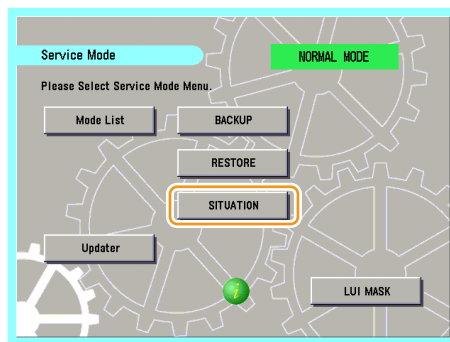 Service Mode
NORMAL MODE
Please Select Service Mode Menu.
Mode List
BACKUP
RESTORE
SITUATION
Updater
i
LUI MASK